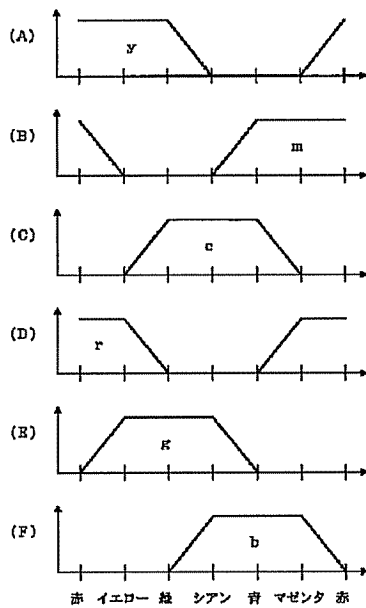 (A)
y
(B)
m
(C)
c
(D)
r
(E)
g
(F)
b
赤 イエロー 緑 シアン 青 マゼンタ 赤